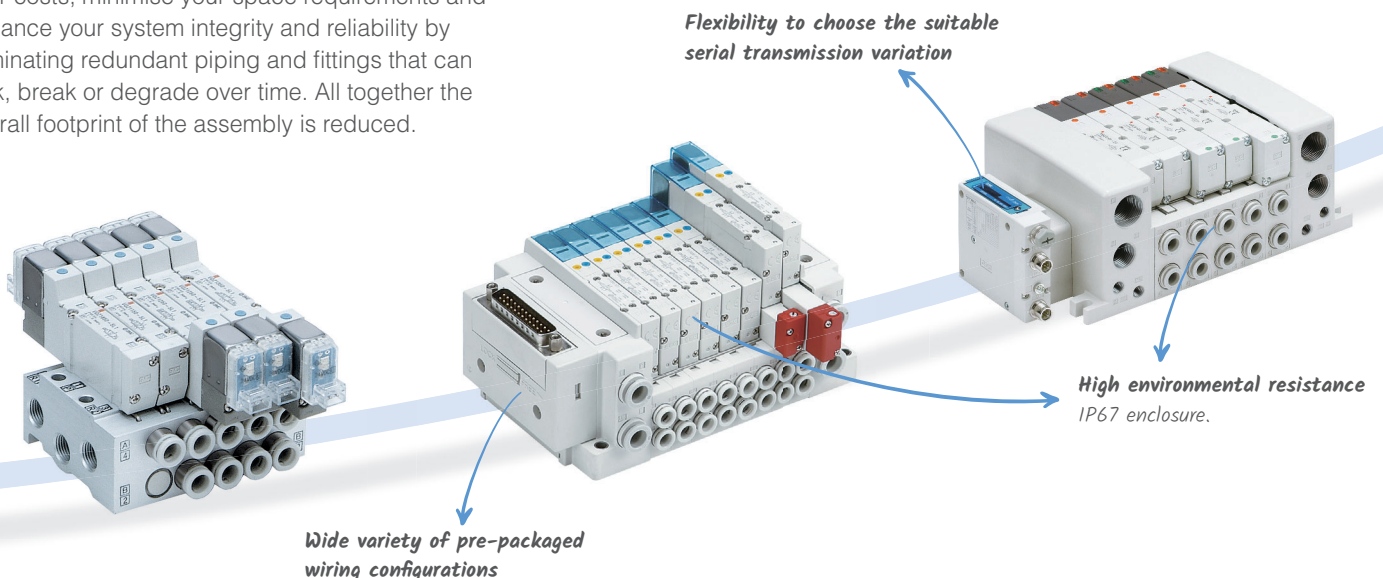 costs, minimise your space requirements and
ance your system integrity and reliability by
minating redundant piping and fittings that can
k, break or degrade over time. All together the
rall footprint of the assembly is reduced.
Flexibility to choose the suitable
serial transmission variation
High environmental resistance
IP67 enclosure.
Wide variety of pre-packaged
wiring configurations
A
4
B
2